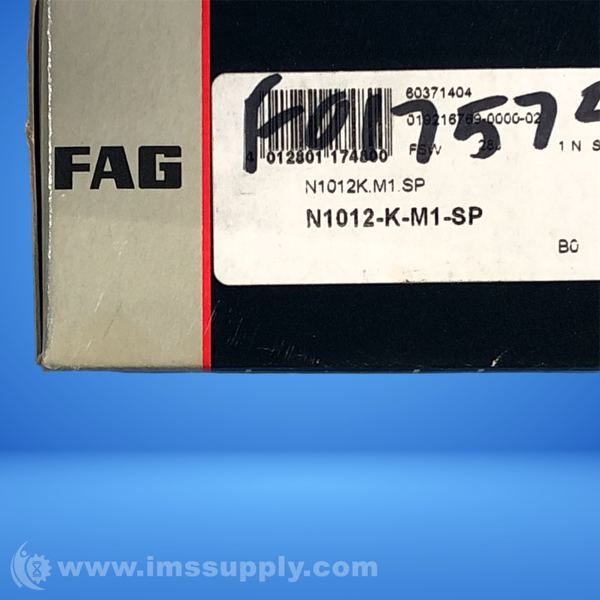 FAG
60371404
019216769-0000-02
4 012801 174800
FSW 28
1 N S
N1012K.M1.SP
N1012-K-M1-SP
B0
www.imssupply.com